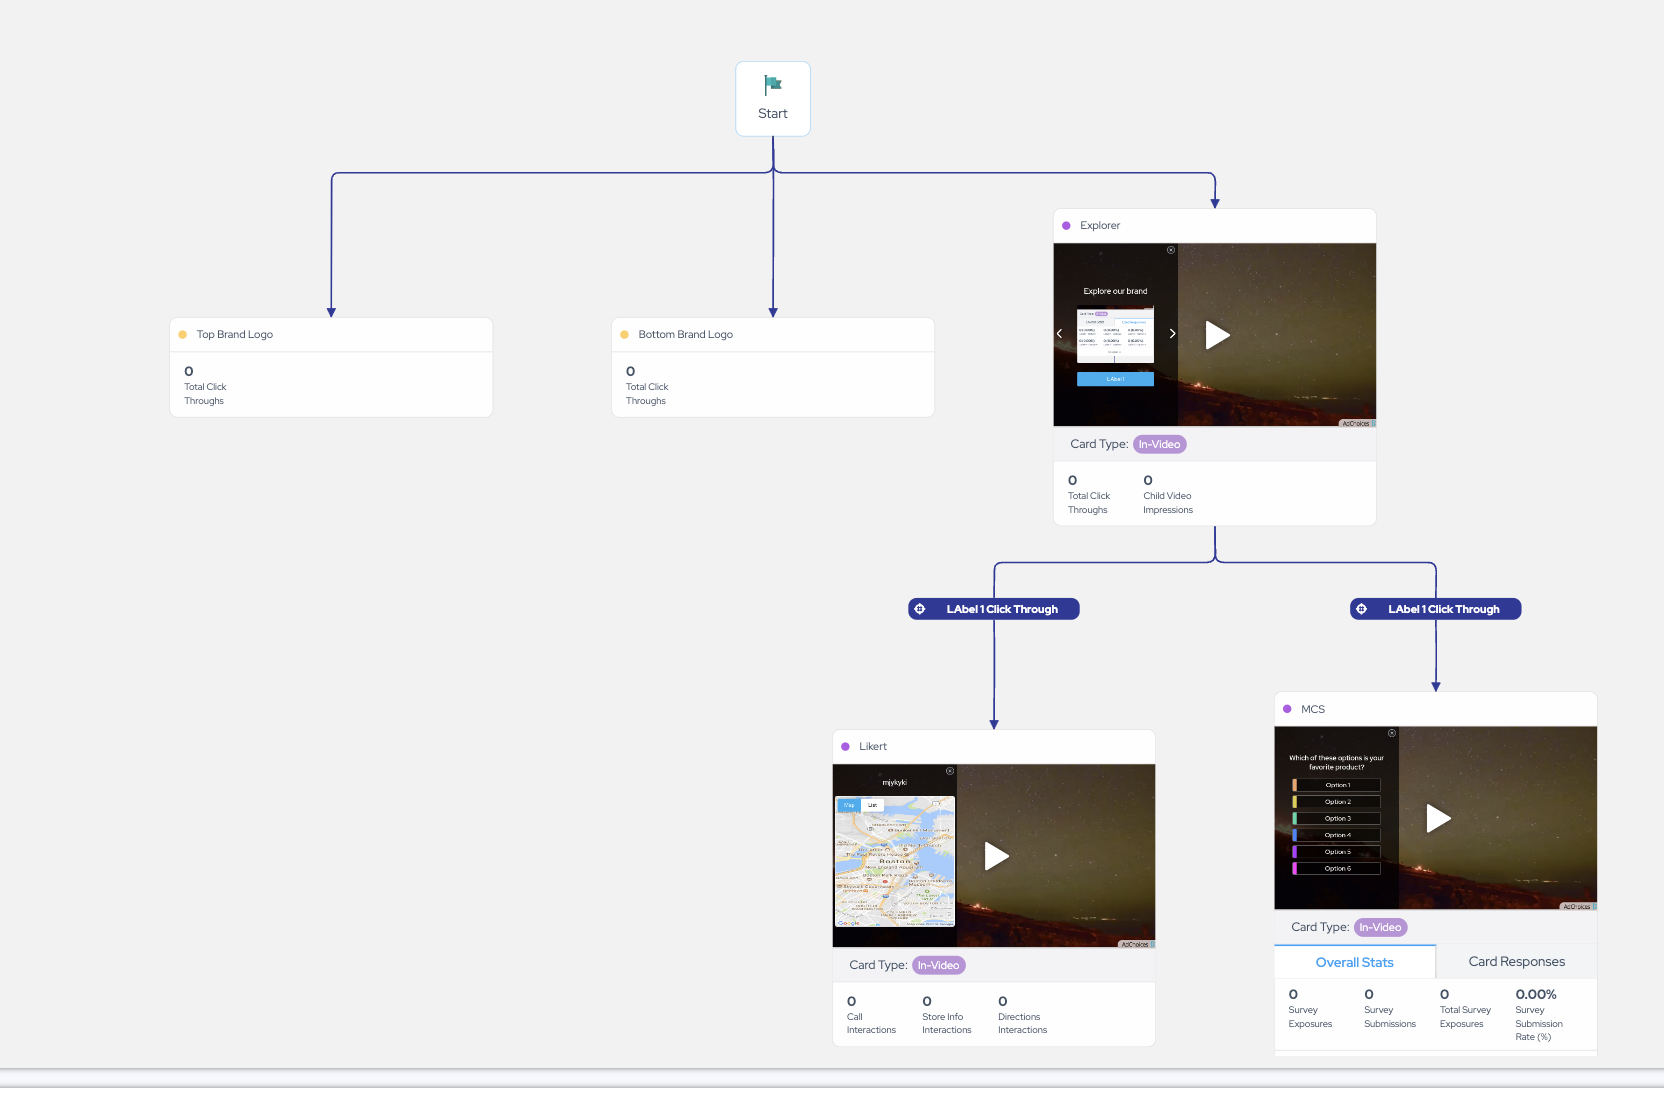 Start
Explorer
Explore our brand
LAbel 1
AdChoices
Card Type: In-Video
0
Total Click
Throughs
0
Child Video
Impressions
Top Brand Logo
0
Total Click
Throughs
Bottom Brand Logo
0
Total Click
Throughs
LAbel 1 Click Through
LAbel 1 Click Through
Likert
mjykyki
Map
List
Boston
Google
AdChoices
Card Type: In-Video
0
Call
Interactions
0
Store Info
Interactions
0
Directions
Interactions
MCS
Which of these options is your
favorite product?
Option 1
Option 2
Option 3
Option 4
Option 5
Option 6
AdChoices
Card Type: In-Video
Overall Stats
Card Responses
0
Survey
Exposures
0
Survey
Submissions
0
Total Survey
Exposures
0.00%
Survey
Submission
Rate (%)